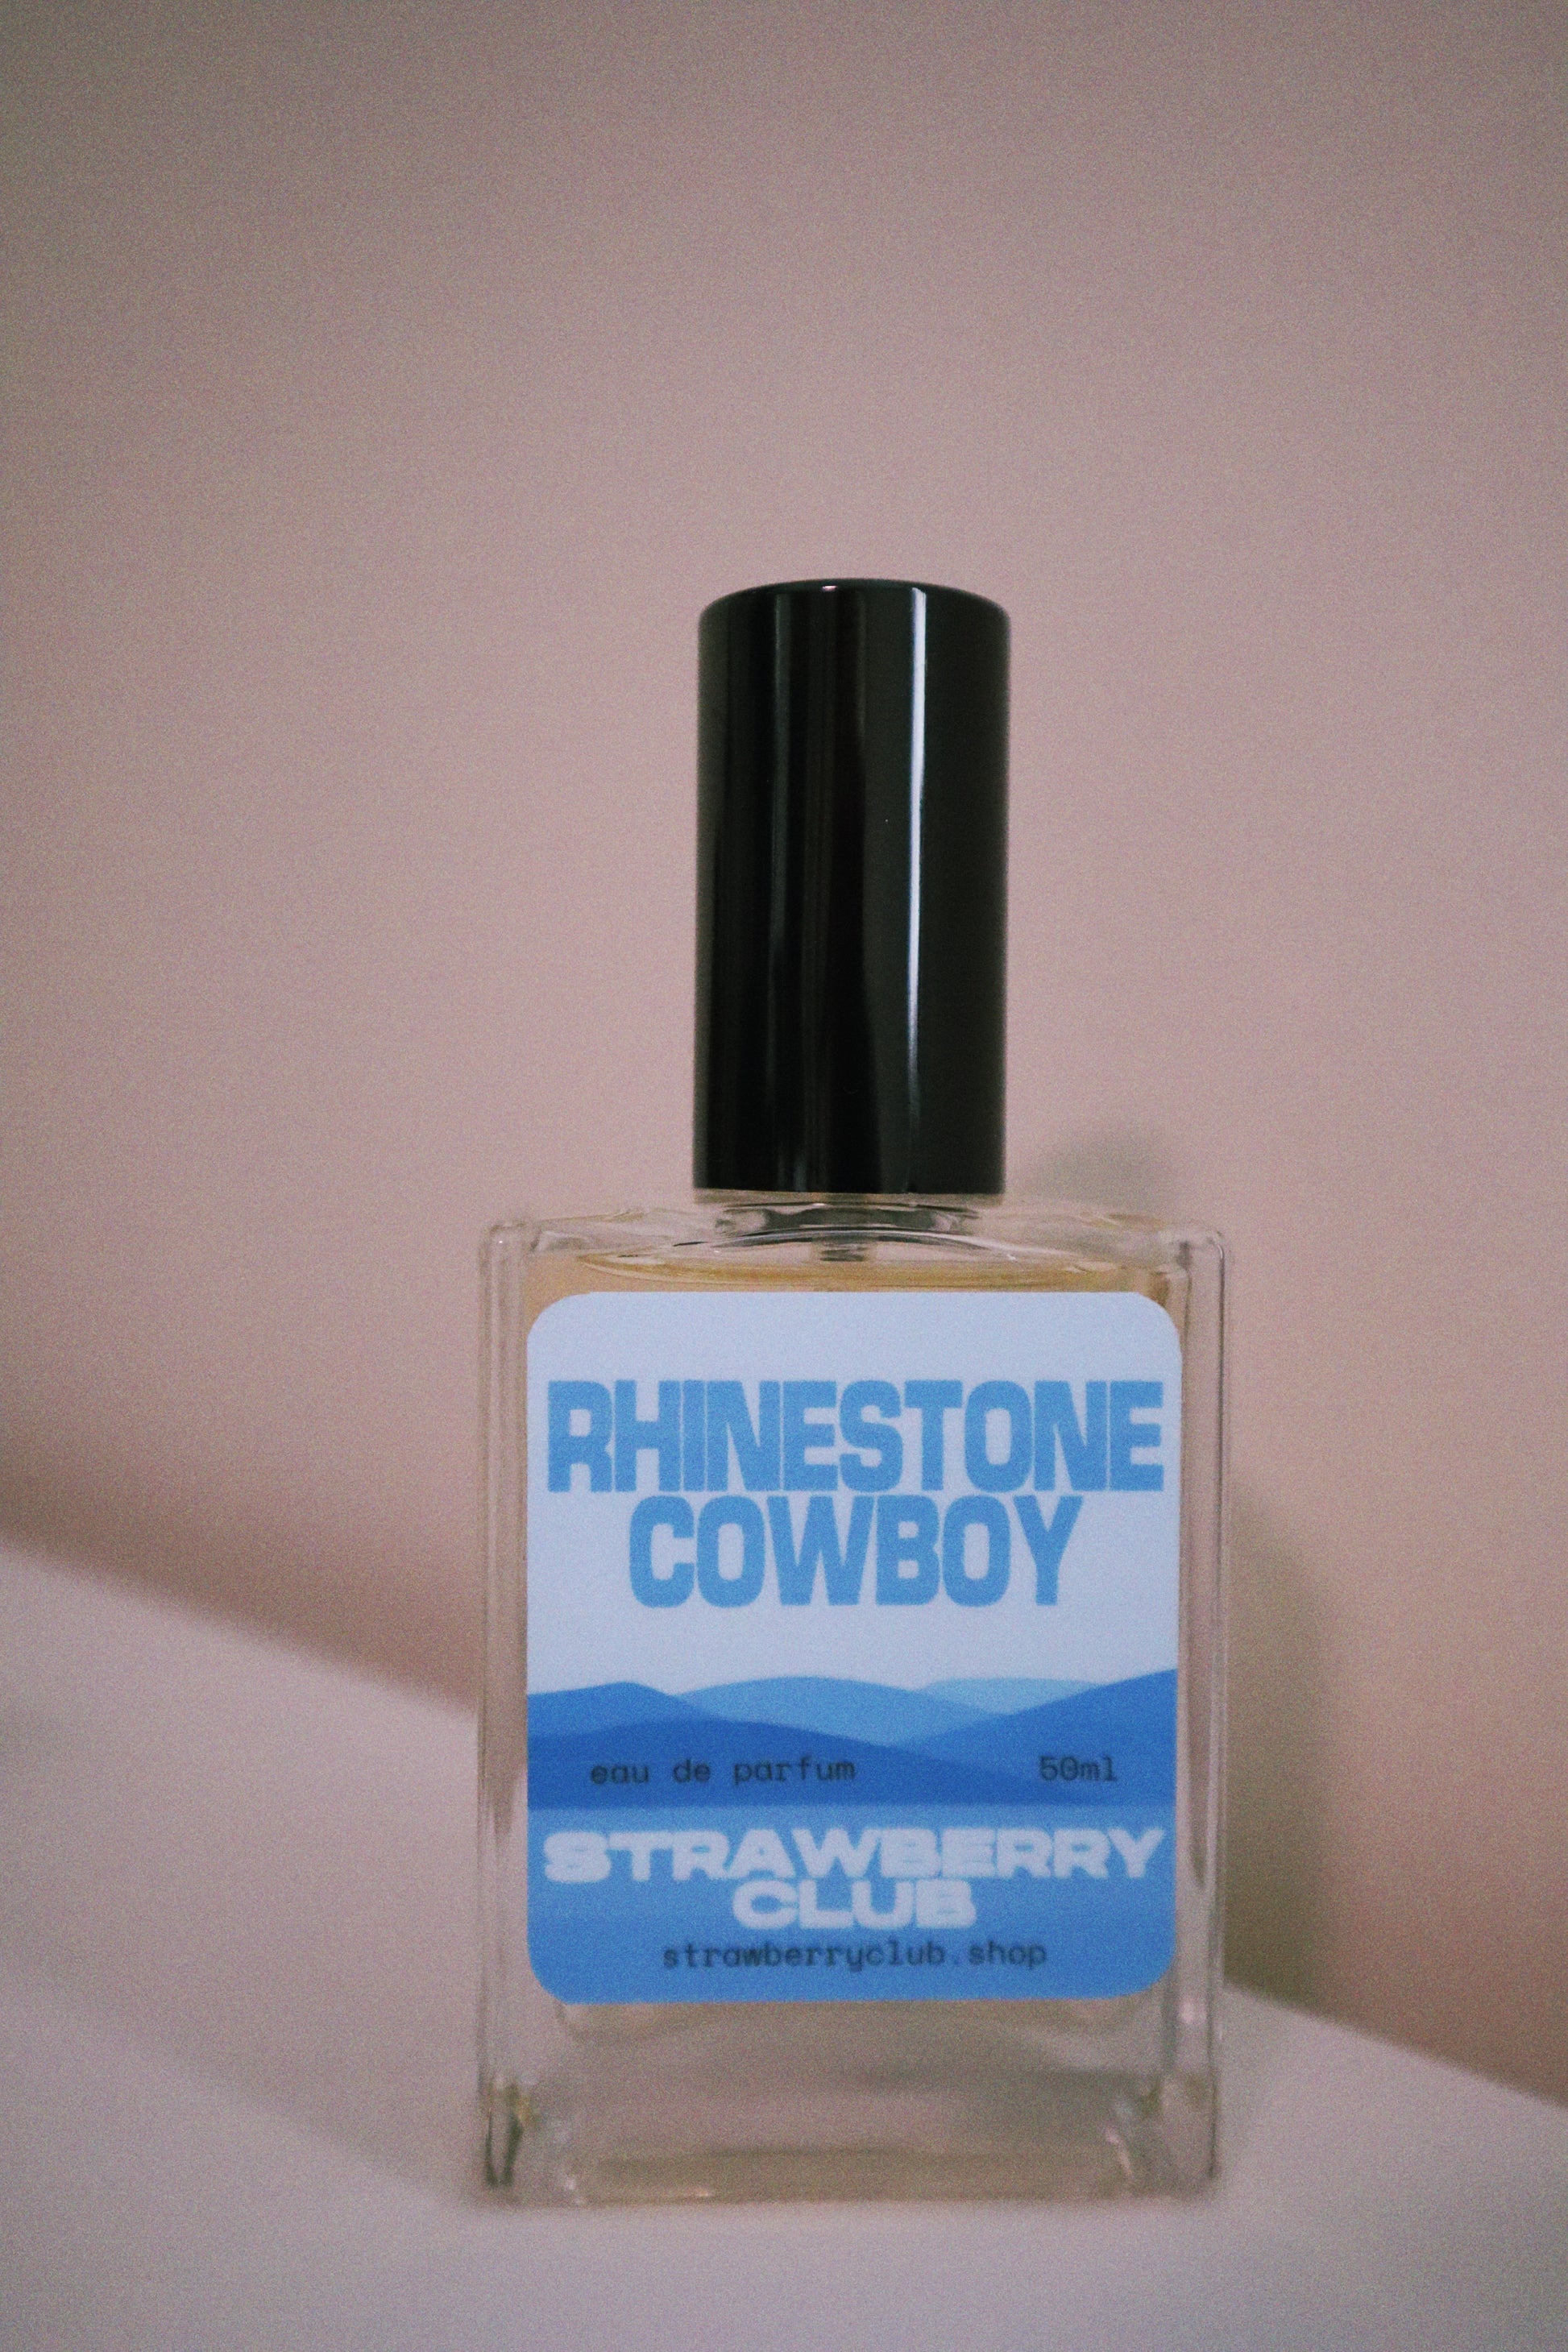 RHINESTONE
COWBOY
eau de parfum 50ml
STRAWBERRY
CLUB
strawberryclub.shop